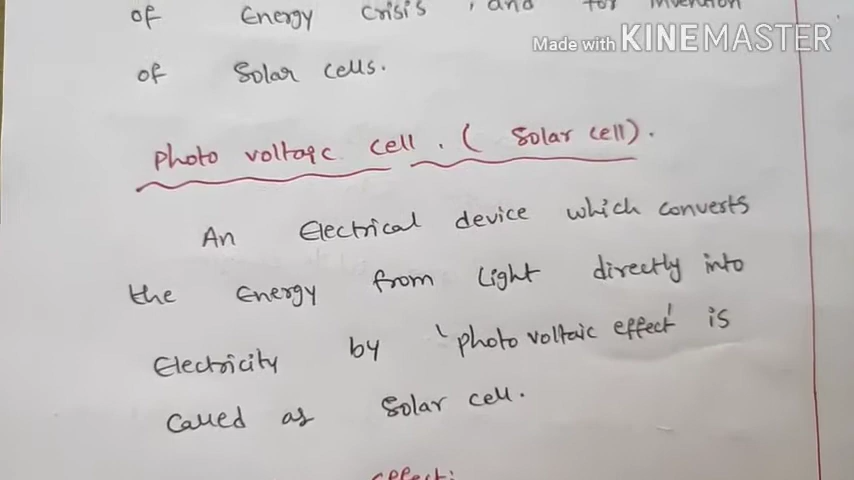 of Energy crisis, and for invention
Made with KINEMASTER
of Solar cells.
photo voltaic cell. (Solar cell).
An Electrical device which converts
the energy from Light directly into
Electricity by 'photo voltaic effect' is
Called as Solar cell.
effect: